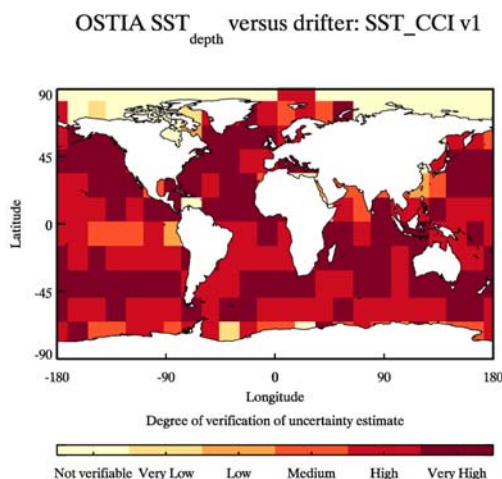 OSTIA SST depth versus drifter: SST_CCI v1
90
45
0
-45
-90
Latitude
-180 -90 0 90 180
Longitude
Degree of verification of uncertainty estimate
Not verifiable Very Low Low Medium High Very High